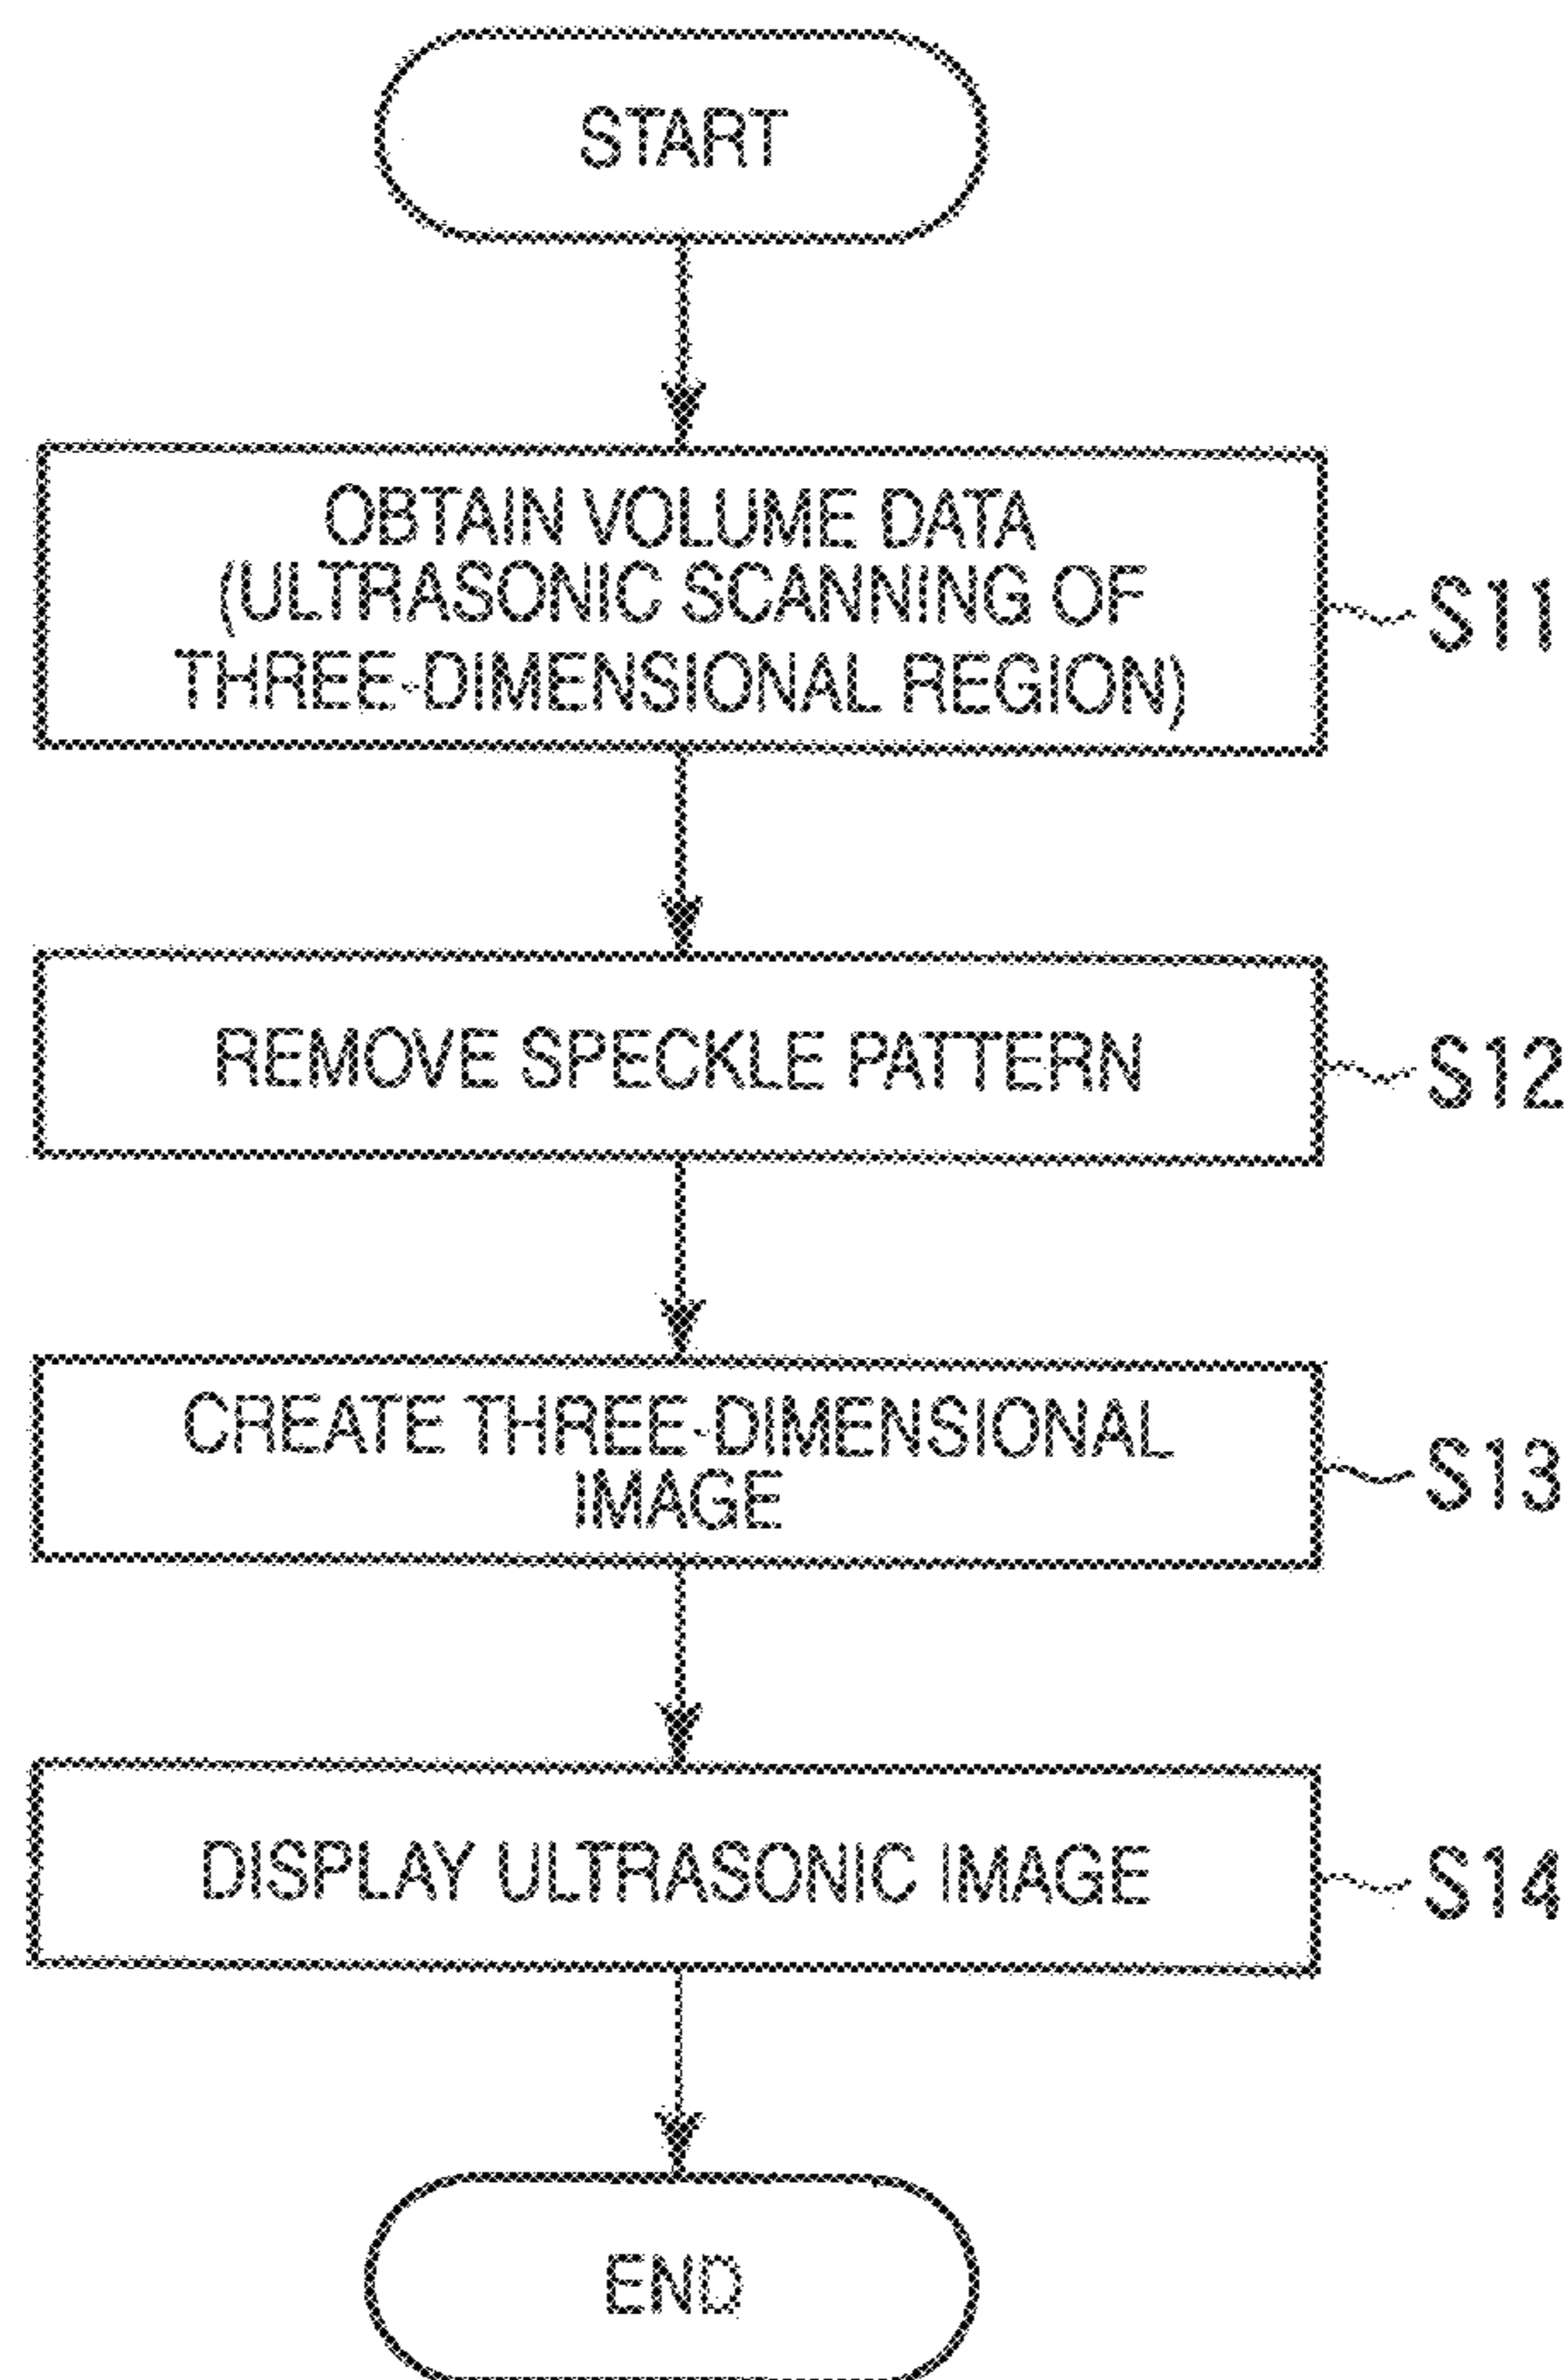 START
OBTAIN VOLUME DATA
(ULTRASONIC SCANNING OF
THREE-DIMENSIONAL REGION)
S11
REMOVE SPECKLE PATTERN
S12
CREATE THREE-DIMENSIONAL
IMAGE
S13
DISPLAY ULTRASONIC IMAGE
S14
END